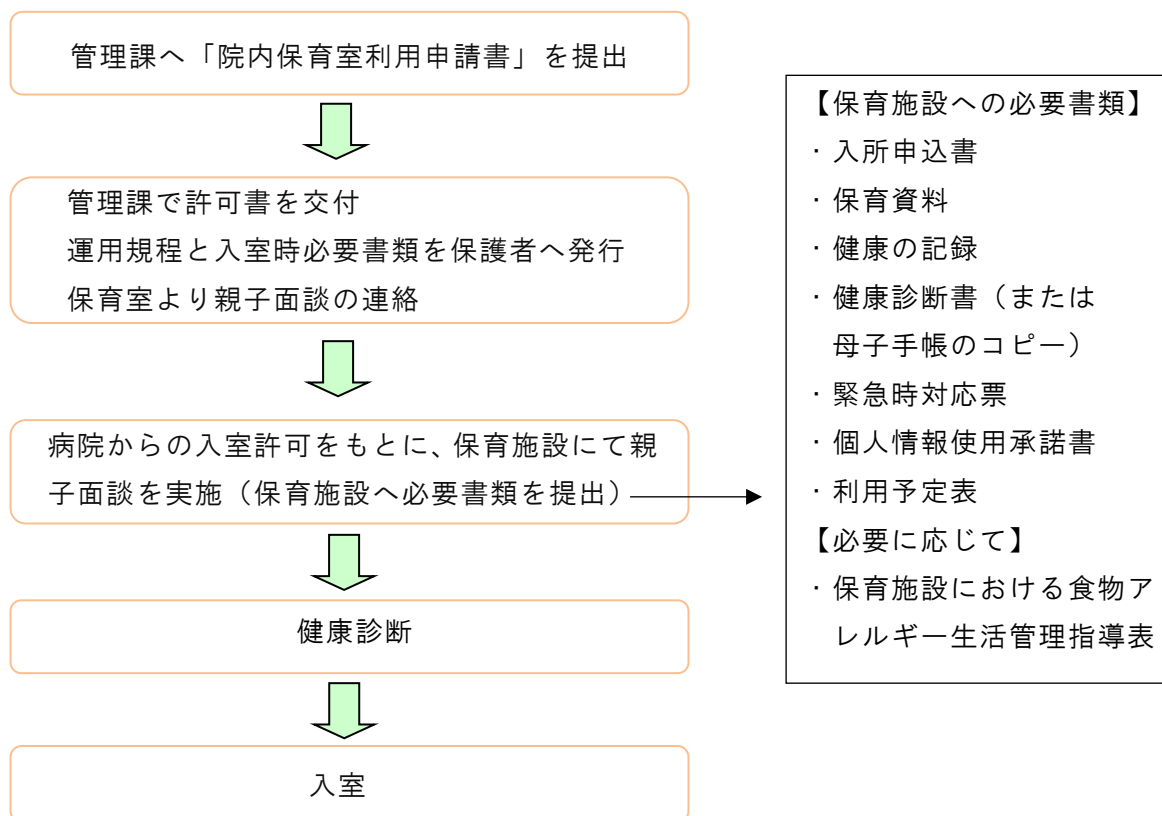 管理課へ「院内保育室利用申請書」を提出
管理課で許可書を交付
運用規程と入室時必要書類を保護者へ発行
保育室より親子面談の連絡
病院からの入室許可をもとに、保育施設にて親
子面談を実施（保育施設へ必要書類を提出）
健康診断
入室
【保育施設への必要書類】
・入所申込書
・保育資料
・健康の記録
・健康診断書（または
母子手帳のコピー）
・緊急時対応票
・個人情報使用承諾書
・利用予定表
【必要に応じて】
・保育施設における食物ア
レルギー生活管理指導表